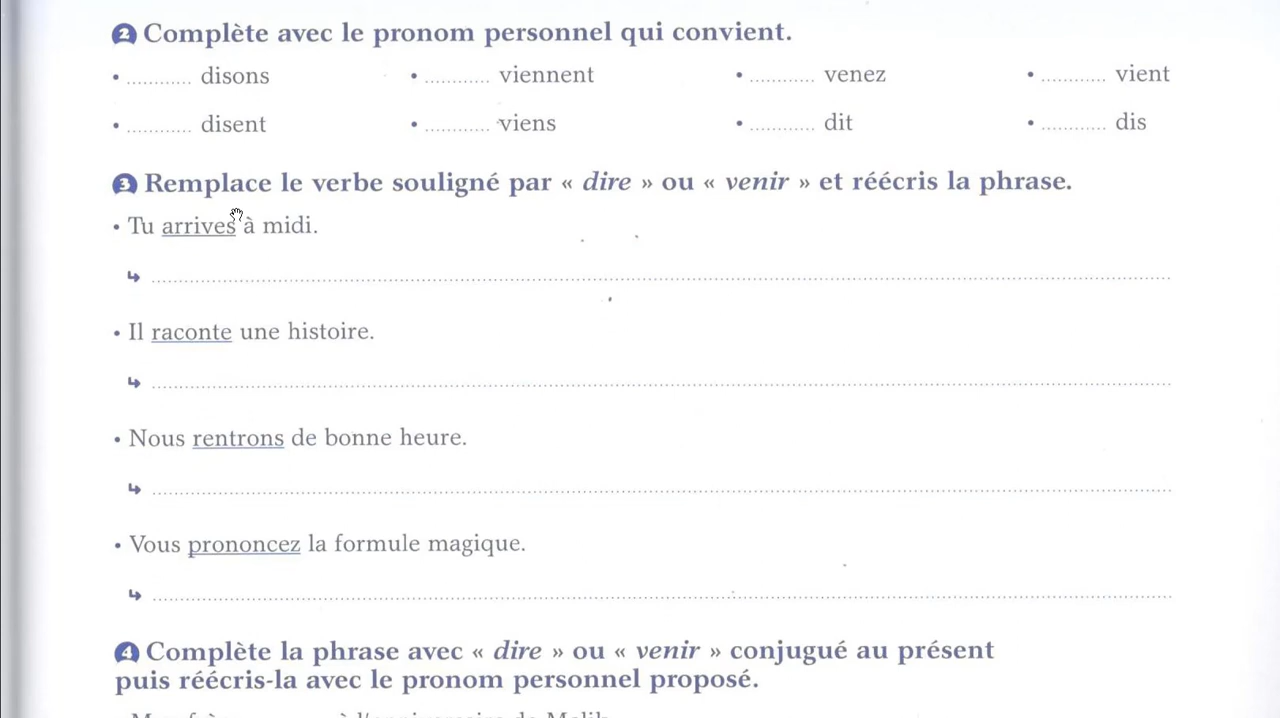 2 Complète avec le pronom personnel qui convient.
• ............ disons • ............ viennent • ............ venez • ............ vient
• ............ disent • ............ viens • ............ dit • ............ dis
3 Remplace le verbe souligné par « dire » ou « venir » et réécris la phrase.
• Tu arrives à midi.
↳ ............
• Il raconte une histoire.
↳ ............
• Nous rentrons de bonne heure.
↳ ............
• Vous prononcez la formule magique.
↳ ............
4 Complète la phrase avec « dire » ou « venir » conjugué au présent
puis réécris-la avec le pronom personnel proposé.